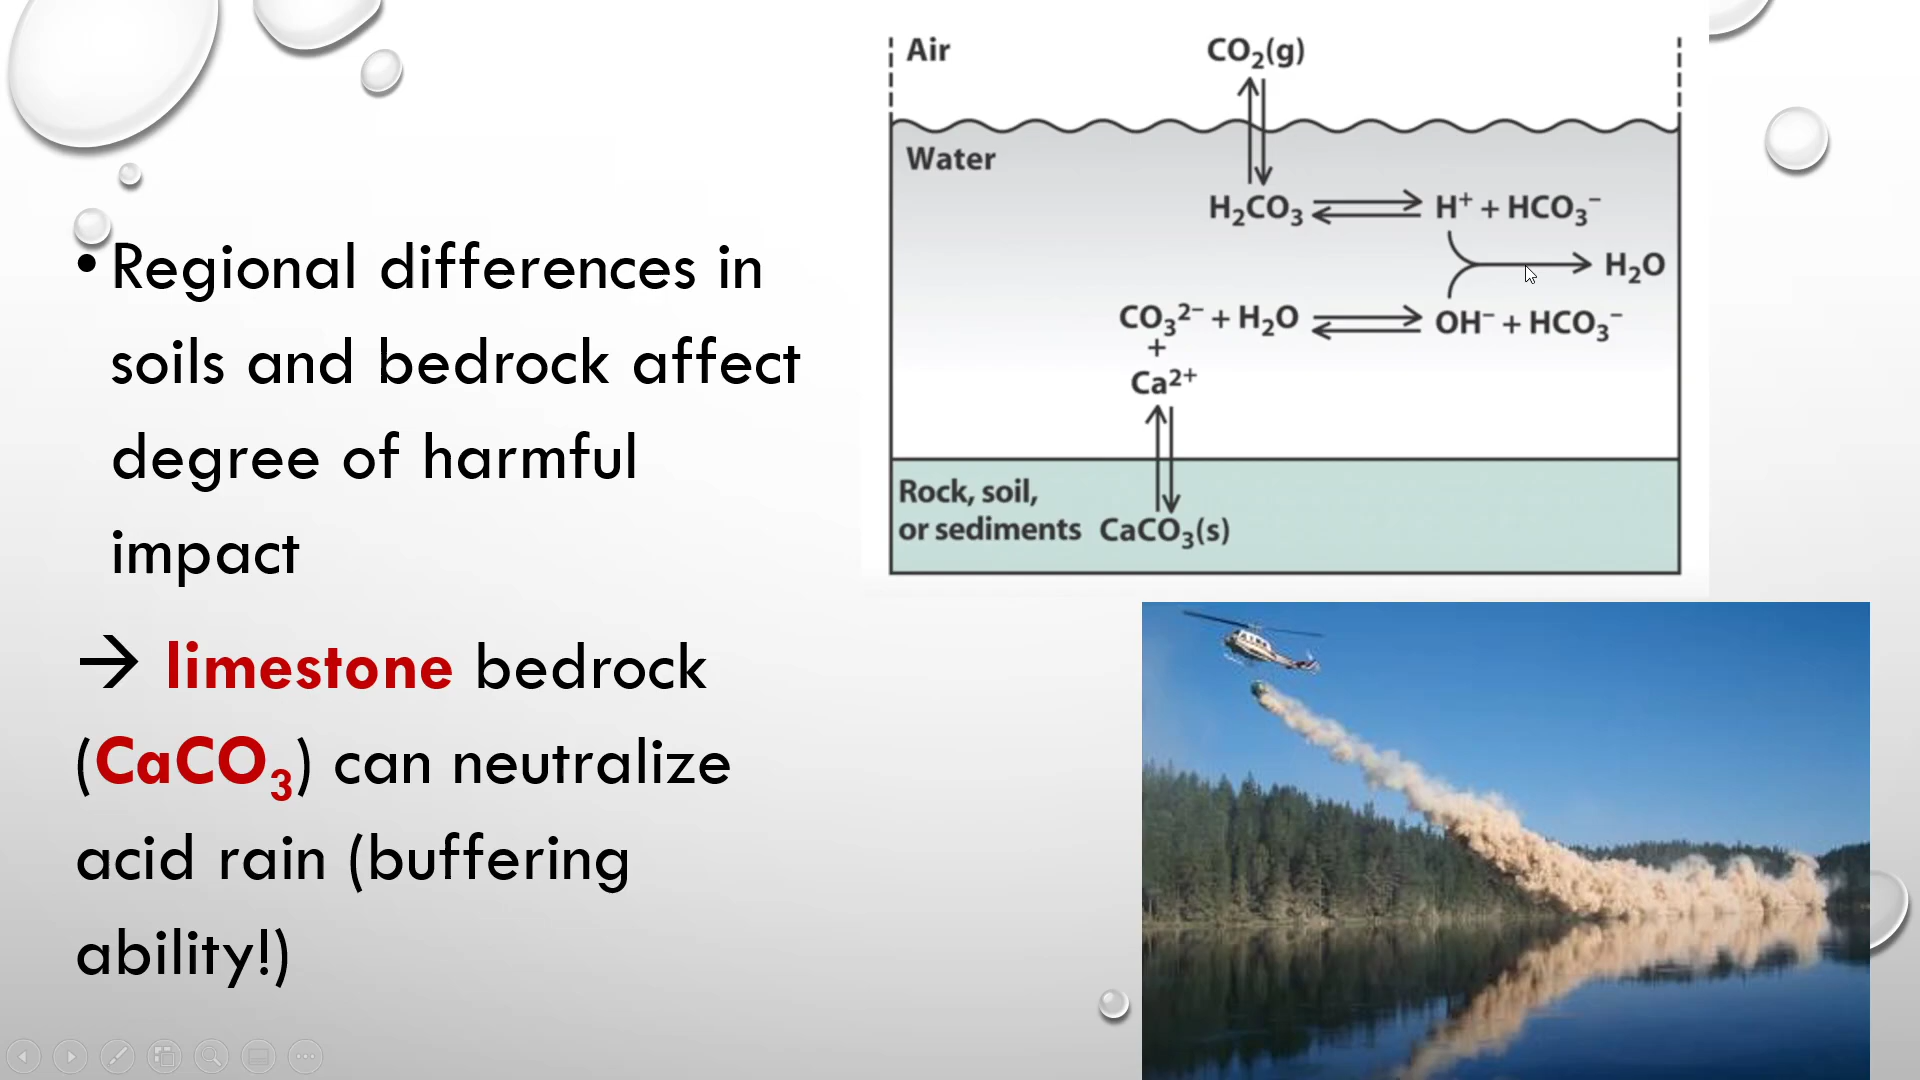 • Regional differences in
soils and bedrock affect
degree of harmful
impact
→ limestone bedrock
(CaCO₃) can neutralize
acid rain (buffering
ability!)
Air
CO₂(g)
Water
H₂CO₃ ⇌ H⁺ + HCO₃⁻
H₂O
CO₃²⁻ + H₂O ⇌ OH⁻ + HCO₃⁻
+
Ca²⁺
Rock, soil,
or sediments CaCO₃(s)